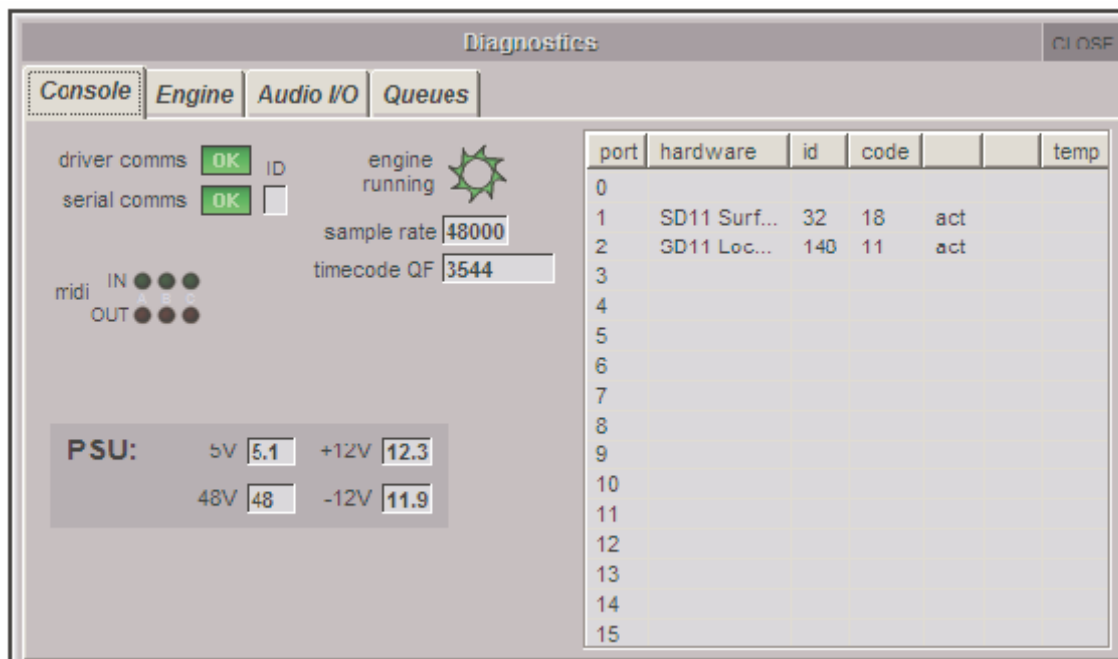 Diagnostics
CLOSE
Console Engine Audio I/O Queues
driver comms OK ID
serial comms OK
engine running
sample rate 48000
timecode QF 3544
midi IN
A B C
OUT
PSU: 5V 5.1 +12V 12.3
48V 48 -12V 11.9
port hardware id code temp
0
1 SD11 Surf... 32 18 act
2 SD11 Loc... 11 act
3
4
5
6
7
8
9
10
11
12
13
14
15